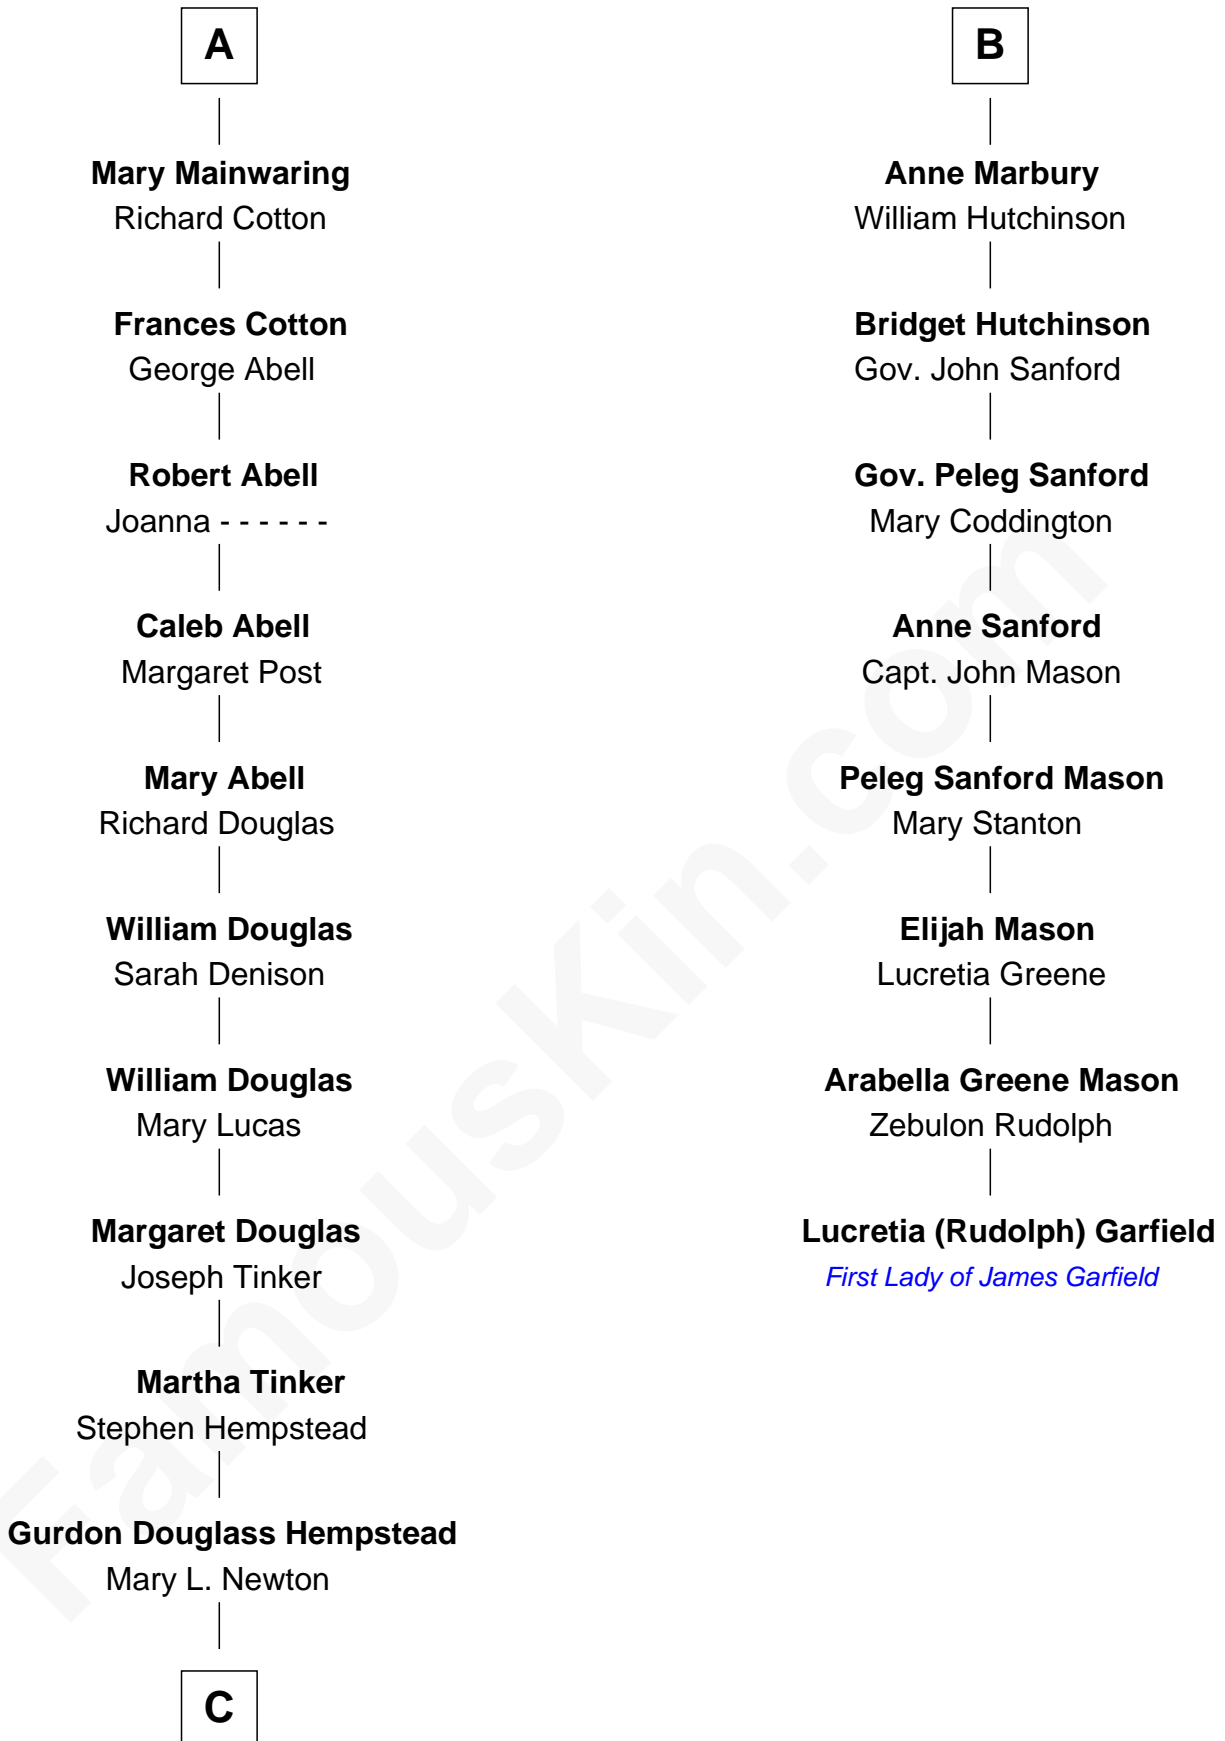 A
Mary Mainwaring
Richard Cotton
Frances Cotton
George Abell
Robert Abell
Joanna - - - - - -
Caleb Abell
Margaret Post
Mary Abell
Richard Douglas
William Douglas
Sarah Denison
William Douglas
Mary Lucas
Margaret Douglas
Joseph Tinker
Martha Tinker
Stephen Hempstead
Gurdon Douglass Hempstead
Mary L. Newton
C
B
Anne Marbury
William Hutchinson
Bridget Hutchinson
Gov. John Sanford
Gov. Peleg Sanford
Mary Coddington
Anne Sanford
Capt. John Mason
Peleg Sanford Mason
Mary Stanton
Elijah Mason
Lucretia Greene
Arabella Greene Mason
Zebulon Rudolph
Lucretia (Rudolph) Garfield
First Lady of James Garfield
FamousKin.com